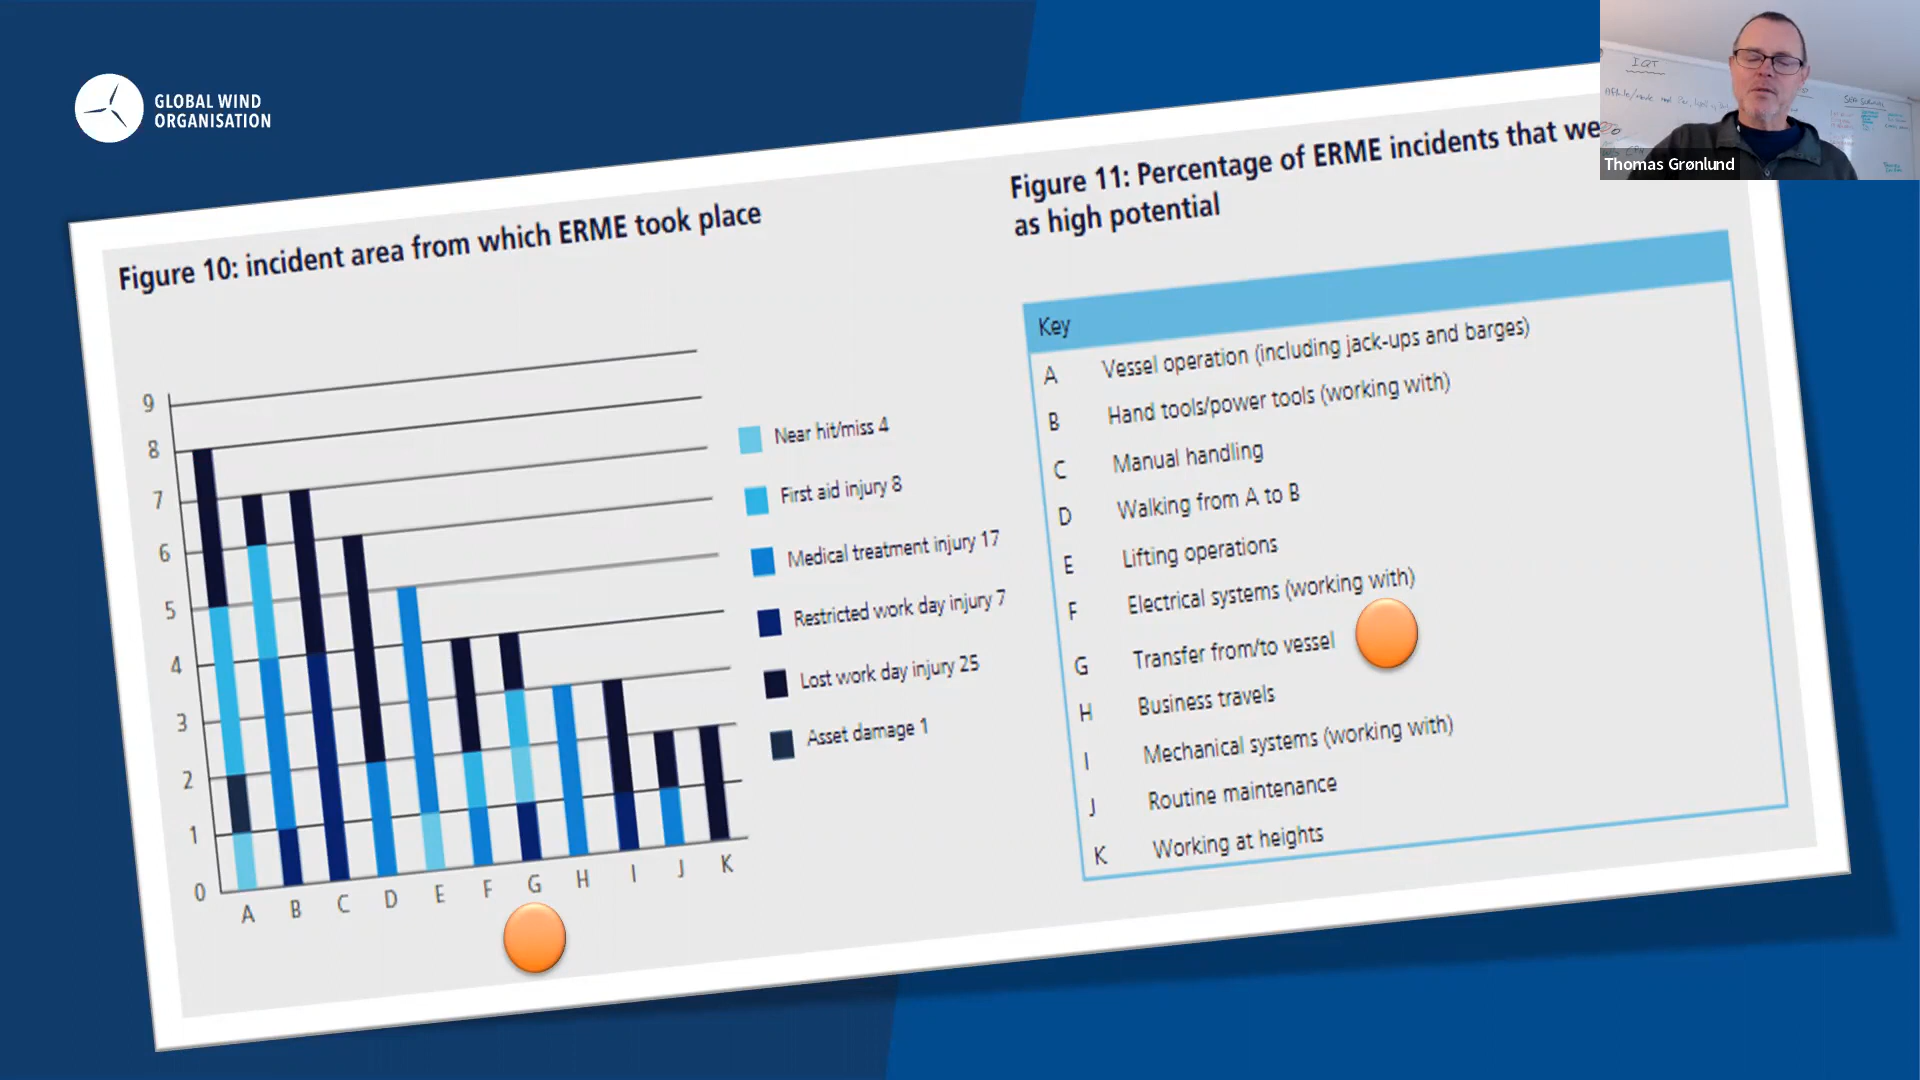 GLOBAL WIND
ORGANISATION
Figure 10: incident area from which ERME took place
9
8
7
6
5
4
3
2
1
0
A
B
C
D
E
F
G
H
I
J
K
Near hit/miss 4
First aid injury 8
Medical treatment injury 17
Restricted work day injury 7
Lost work day injury 25
Asset damage 1
Figure 11: Percentage of ERME incidents that we
as high potential
Key
A Vessel operation (including jack-ups and barges)
B Hand tools/power tools (working with)
C Manual handling
D Walking from A to B
E Lifting operations
F Electrical systems (working with)
G Transfer from/to vessel
H Business travels
I Mechanical systems (working with)
J Routine maintenance
K Working at heights
IQT
Thomas Grønlund